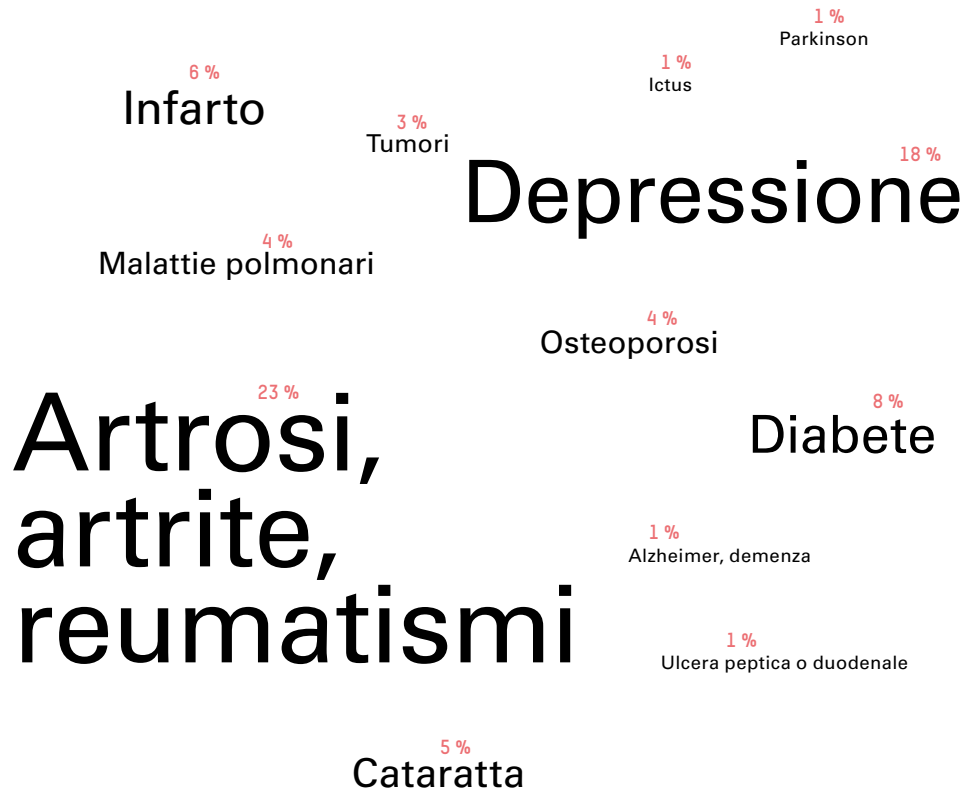 1 %
Parkinson
1 %
Ictus
6 %
Infarto
3 %
Tumori
18 %
Depressione
4 %
Malattie polmonari
4 %
Osteoporosi
23 %
Artrosi,
artrite,
reumatismi
8 %
Diabete
1 %
Alzheimer, demenza
1 %
Ulcera peptica o duodenale
5 %
Cataratta